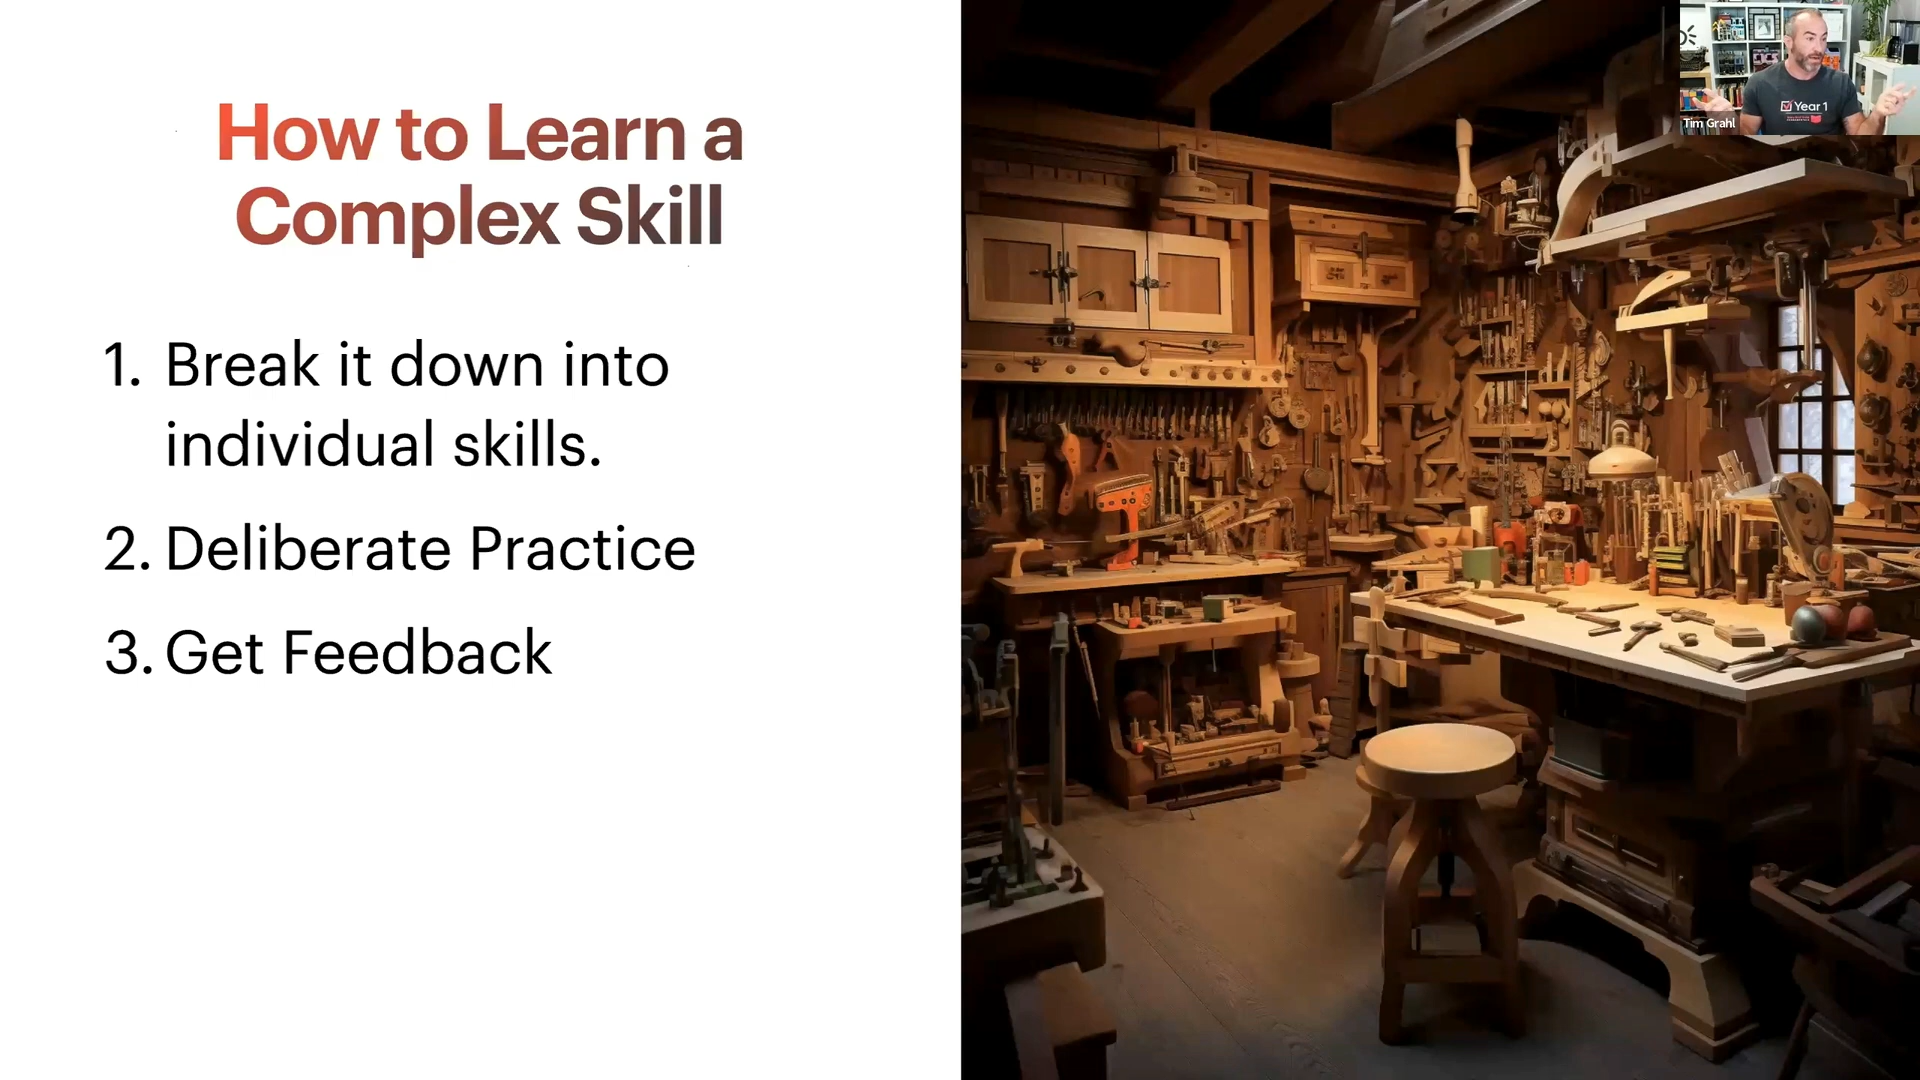 How to Learn a
Complex Skill
1. Break it down into
individual skills.
2. Deliberate Practice
3. Get Feedback
Year 1
Tim Grahl